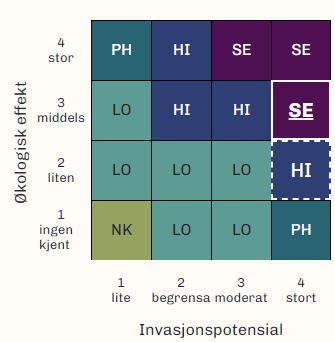 Økologisk effekt
4
stor
PH HI SE SE
3
middels
LO HI HI SE
2
liten
LO LO LO HI
1
ingen
kjent
NK LO LO PH
1 2 3 4
lite begrensa moderat stort
Invasjonspotensial